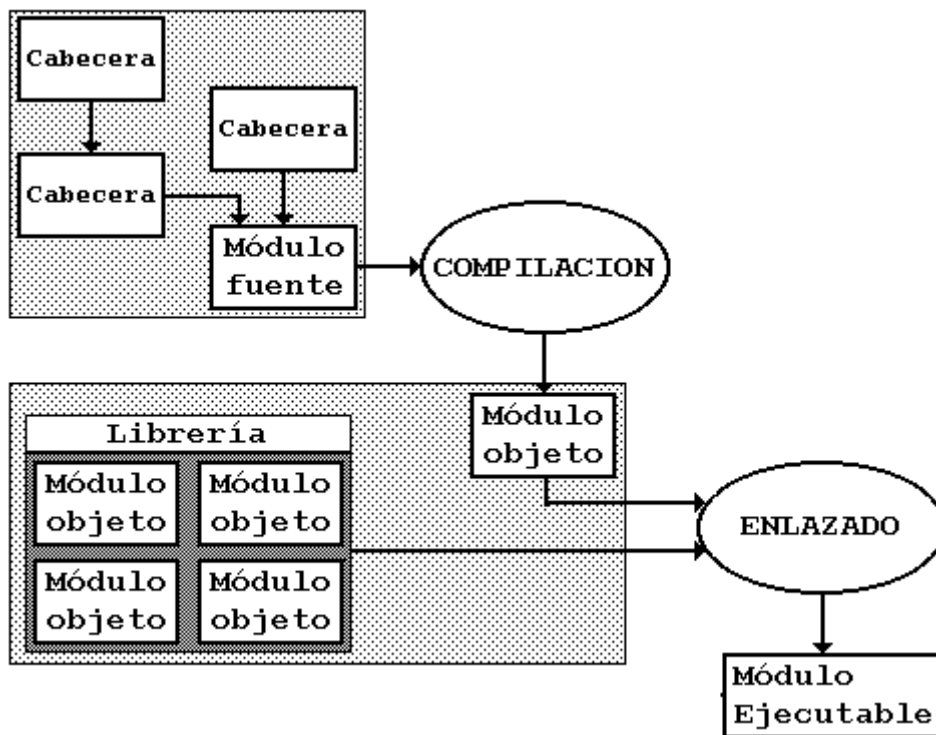 Cabecera
Cabecera
Cabecera
Módulo
fuente
COMPILACION
Módulo
objeto
Librería
Módulo
objeto
Módulo
objeto
Módulo
objeto
Módulo
objeto
ENLAZADO
Módulo
Ejecutable